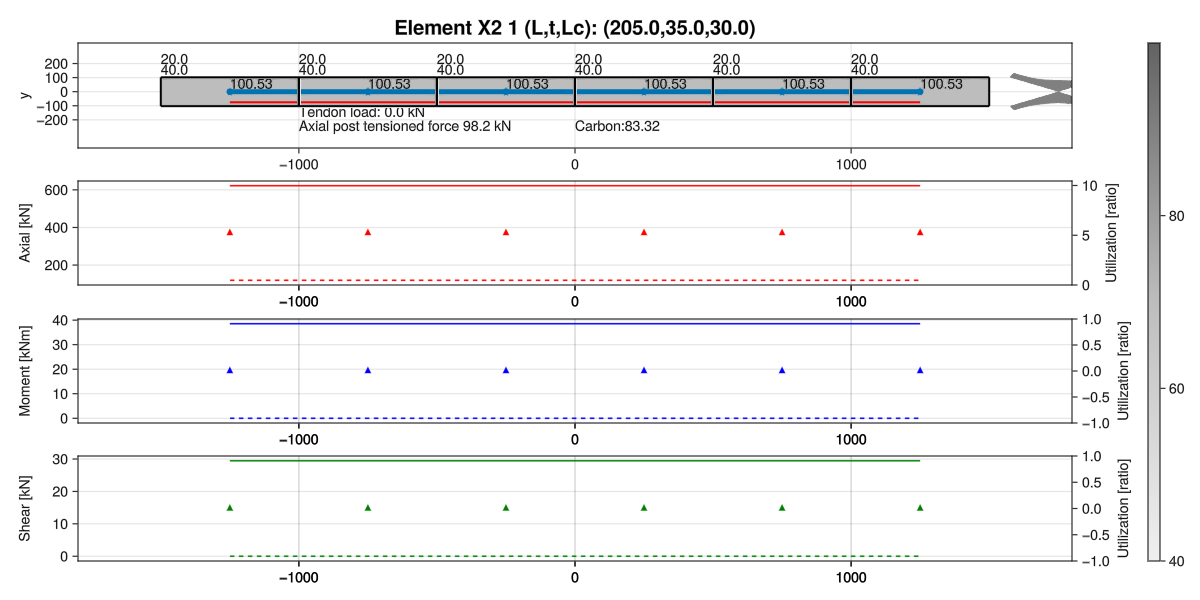 Element X2 1 (L,t,Lc): (205.0,35.0,30.0)
20.0 20.0 20.0 20.0 20.0 20.0
40.0 40.0 40.0 40.0 40.0 40.0
100.53 100.53 100.53 100.53 100.53 100.53
Tendon load: 0.0 kN
Axial post tensioned force 98.2 kN
Carbon:83.32
y
200
100
0
−100
−200
−1000 0 1000
Axial [kN]
600
400
200
10
5
0
Utilization [ratio]
−1000 0 1000
Moment [kNm]
40
30
20
10
0
1.0
0.5
0.0
−0.5
−1.0
Utilization [ratio]
−1000 0 1000
Shear [kN]
30
20
10
0
1.0
0.5
0.0
−0.5
−1.0
Utilization [ratio]
−1000 0 1000
80
60
40